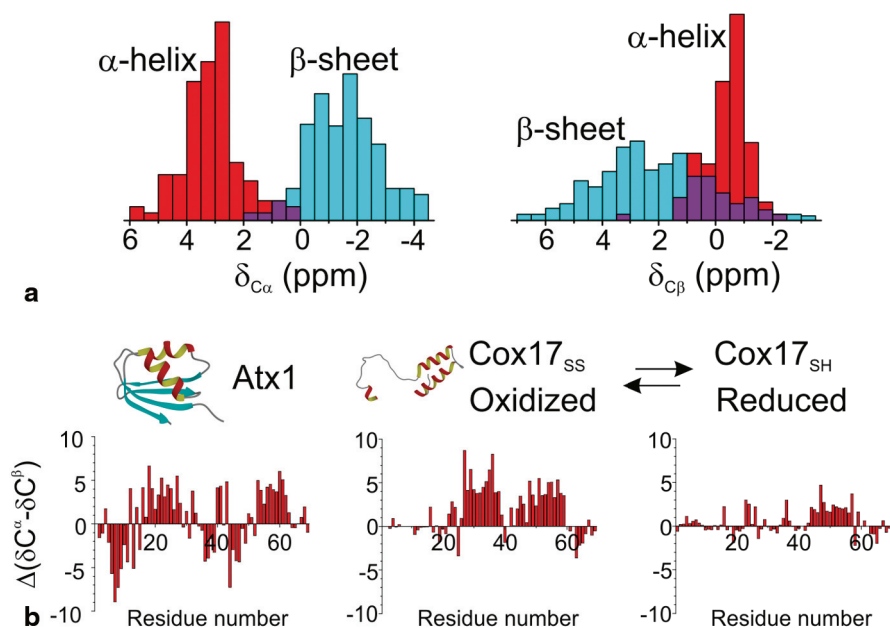 α-helix
β-sheet
6 4 2 0 -2 -4
δCα (ppm)
α-helix
β-sheet
6 4 2 0 -2
δCβ (ppm)
a
Atx1
Cox17SS
Oxidized
Cox17SH
Reduced
Δ(δCα-δCβ)
10
5
0
-5
-10
20 40 60
Residue number
10
5
0
-5
-10
20 40 60
Residue number
10
5
0
-5
-10
20 40 60
Residue number
b